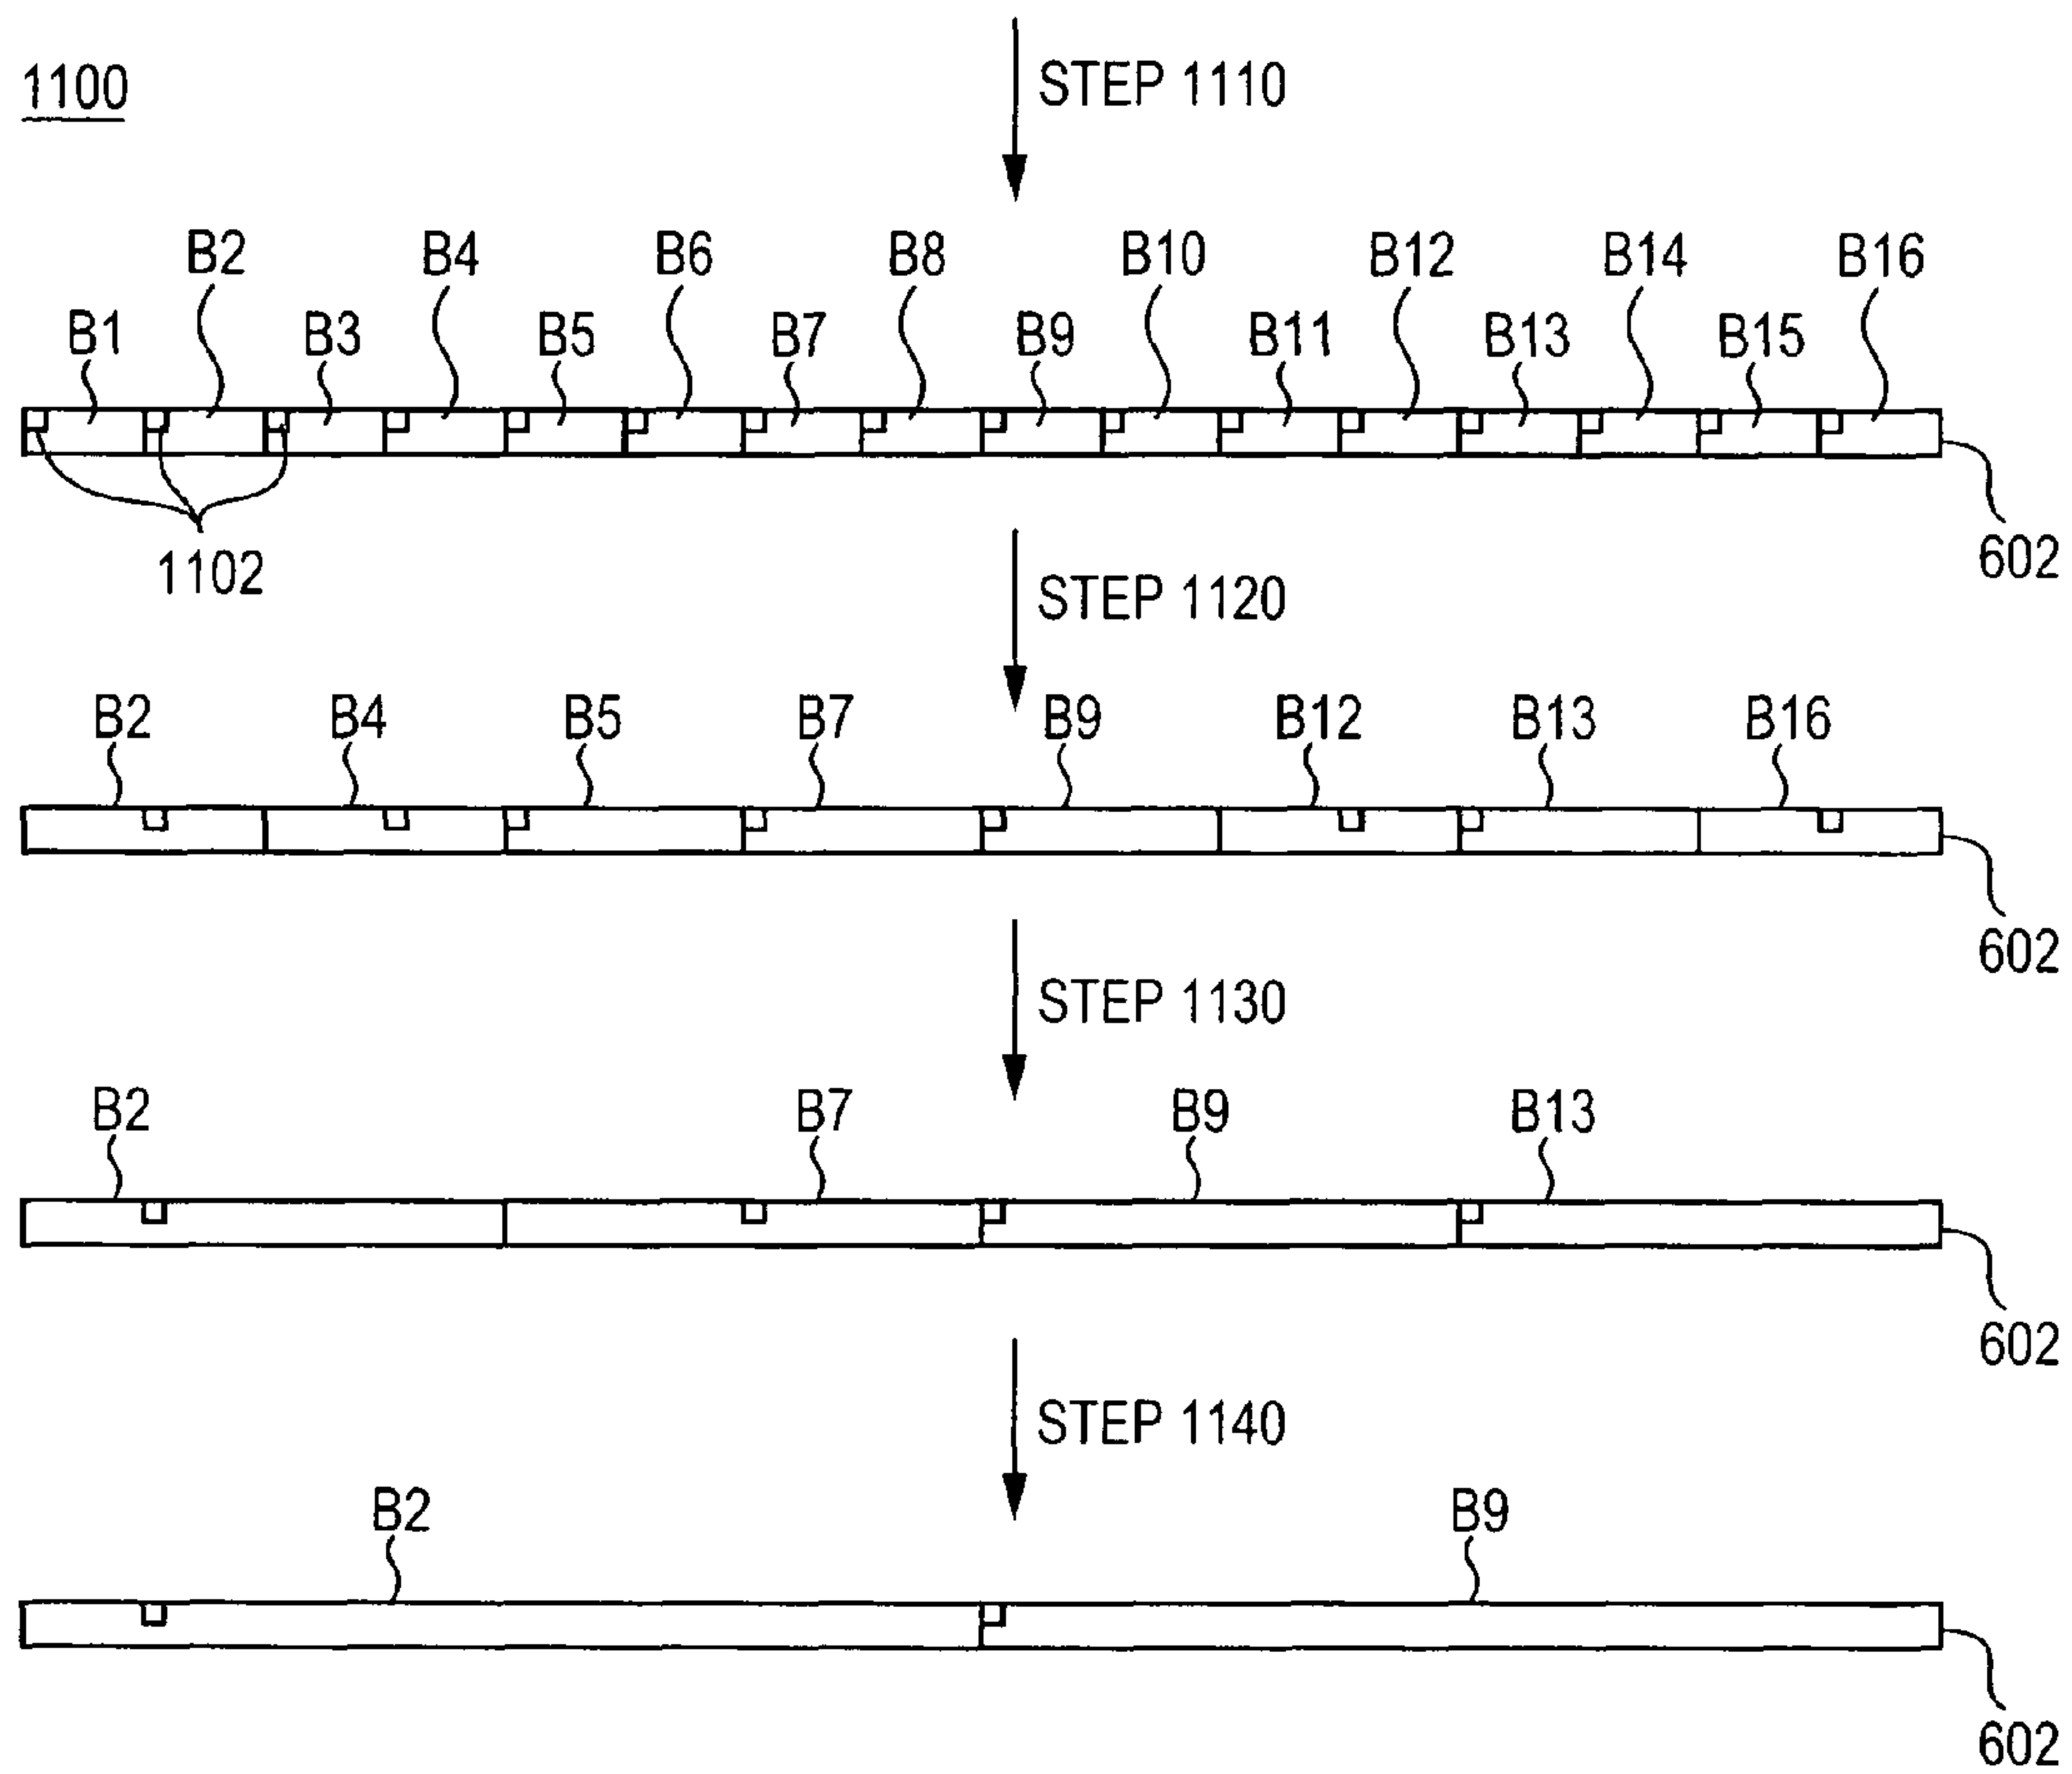 STEP 1110
1100
B2 B4 B6 B8 B10 B12 B14 B16
B1 B3 B5 B7 B9 B11 B13 B15
602
1102
STEP 1120
B2 B4 B5 B7 B9 B12 B13 B16
602
STEP 1130
B2 B7 B9 B13
602
STEP 1140
B2 B9
602